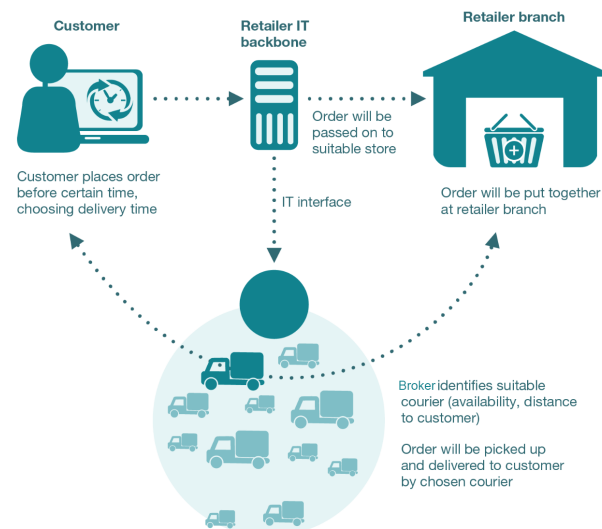 Customer
Retailer IT
backbone
Retailer branch
Order will be
passed on to
suitable store
Customer places order
before certain time,
choosing delivery time
Order will be put together
at retailer branch
IT interface
Broker identifies suitable
courier (availability, distance
to customer)
Order will be picked up
and delivered to customer
by chosen courier